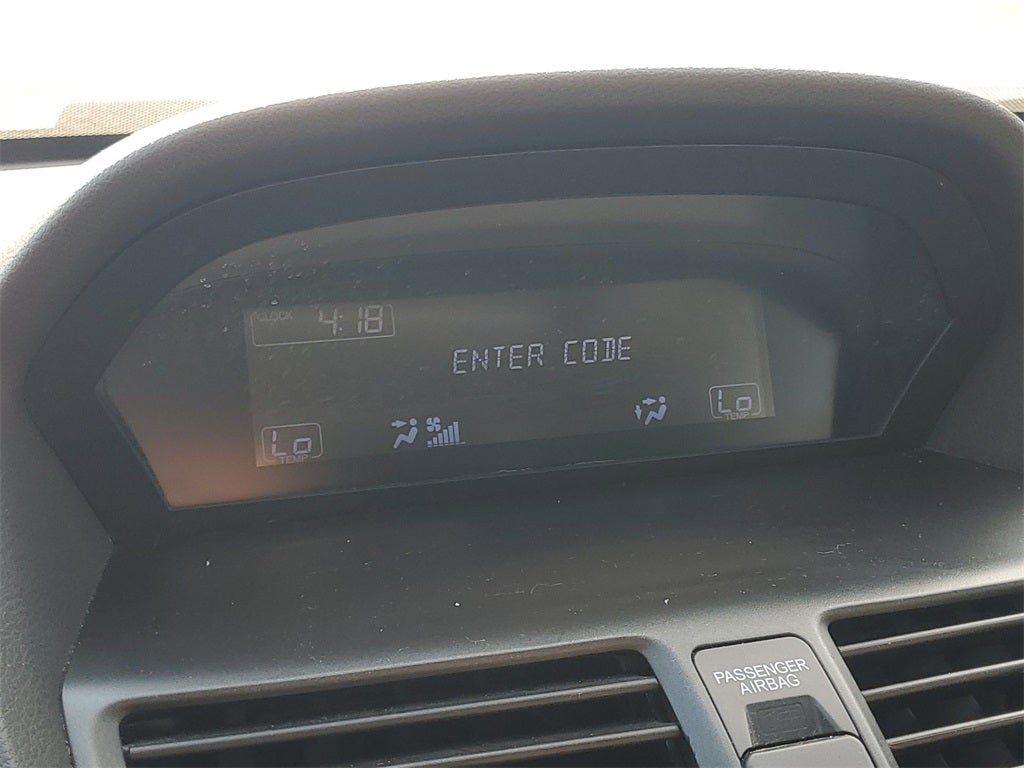 CLOCK 4:18
ENTER CODE
Lo
TEMP
Lo
TEMP
PASSENGER
AIRBAG